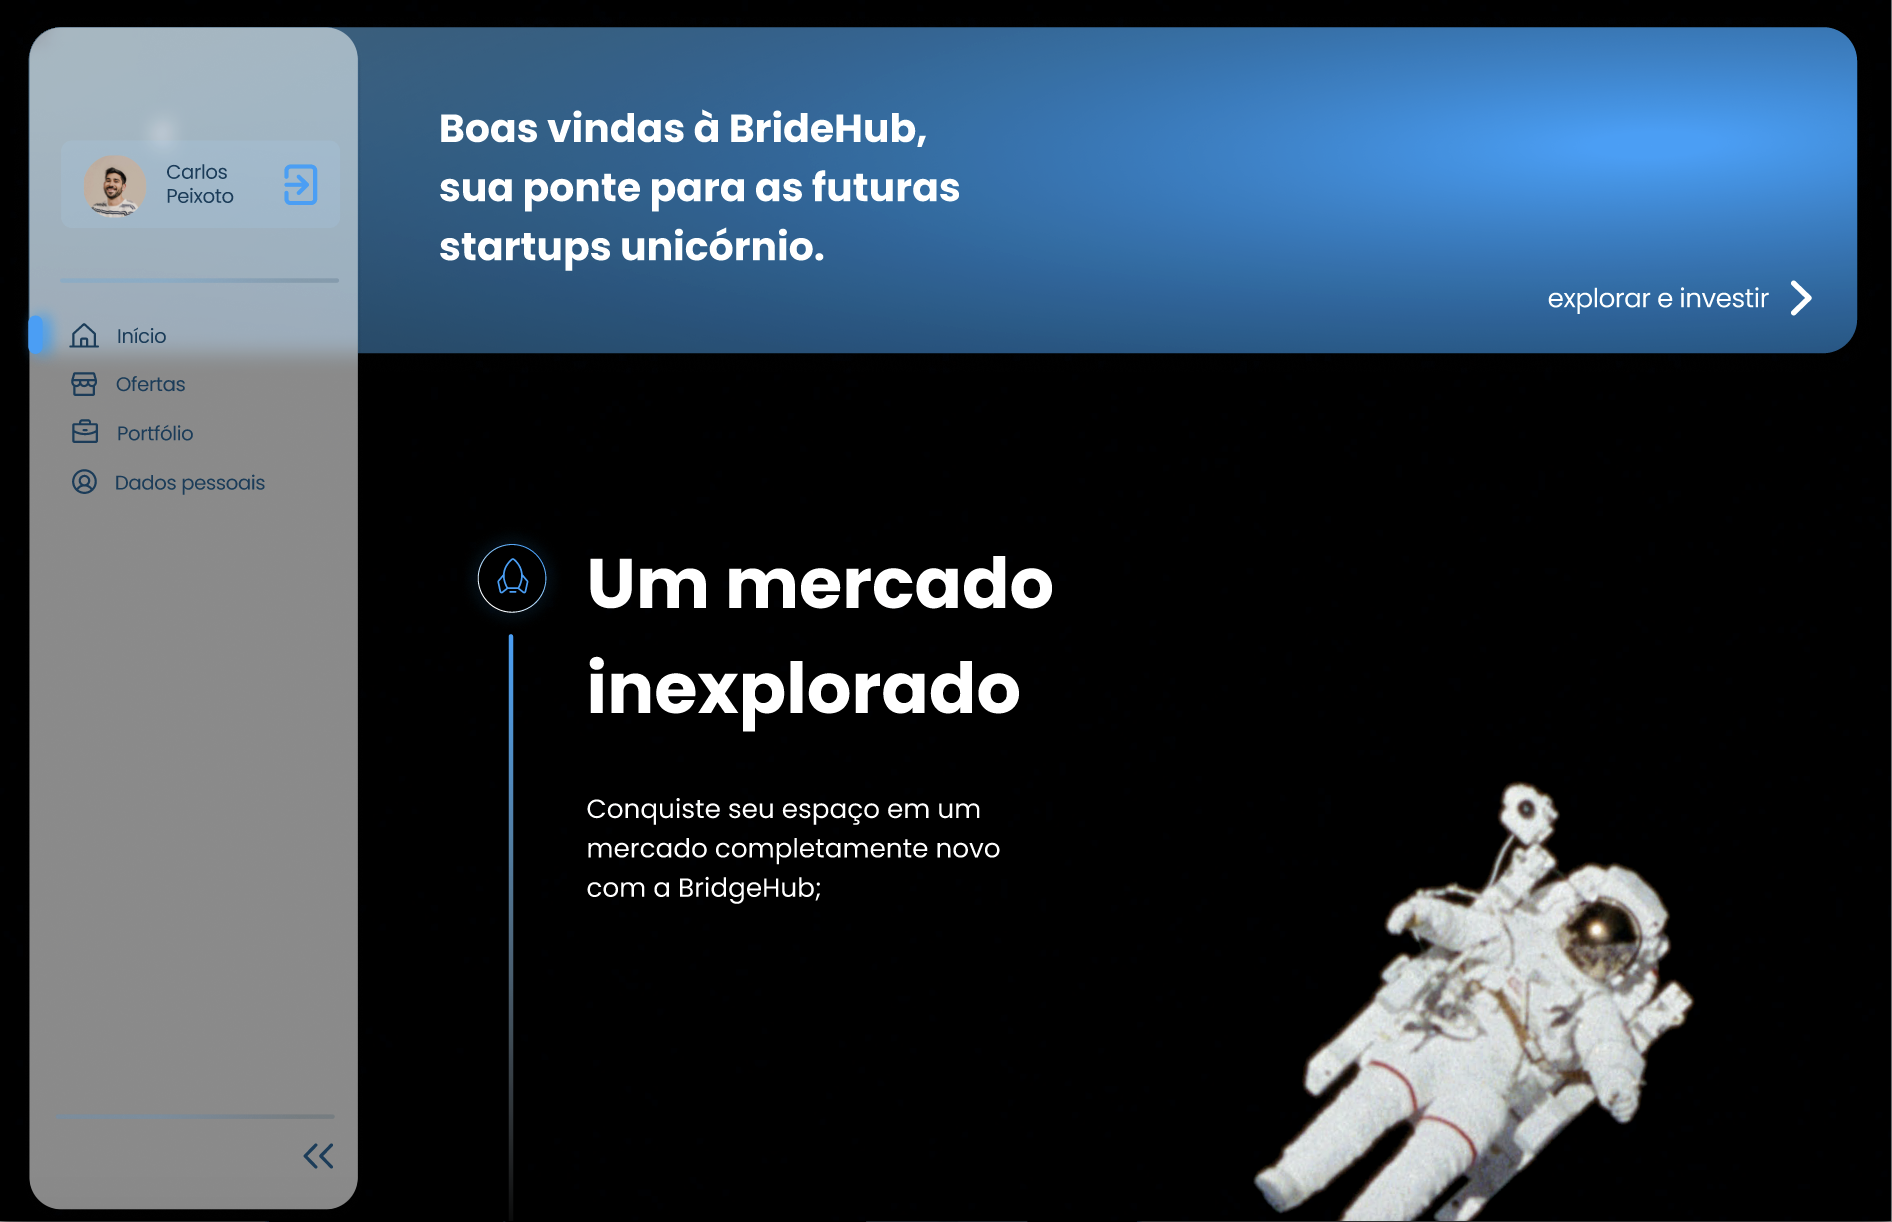 Carlos
Peixoto
Início
Ofertas
Portfólio
Dados pessoais
Boas vindas à BrideHub,
sua ponte para as futuras
startups unicórnio.
explorar e investir
Um mercado
inexplorado
Conquiste seu espaço em um
mercado completamente novo
com a BridgeHub;